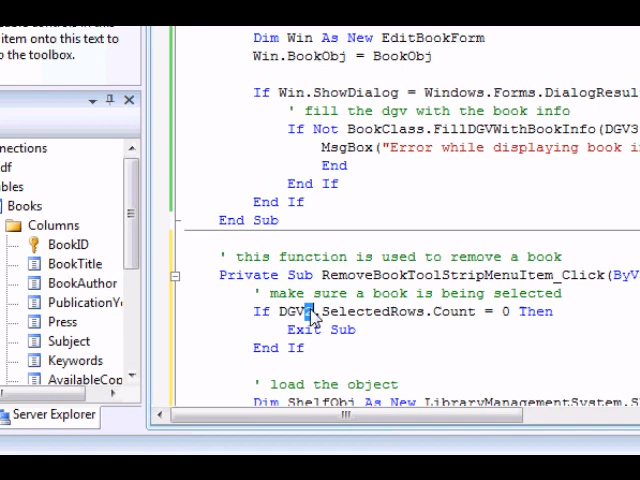 item onto this text to
o the toolbox.
nnections
df
bles
Books
Columns
BookID
BookTitle
BookAuthor
PublicationY
Press
Subject
Keywords
AvailableCop
Server Explorer
Dim Win As New EditBookForm
Win.BookObj = BookObj
If Win.ShowDialog = Windows.Forms.DialogResul
' fill the dgv with the book info
If Not BookClass.FillDGVWithBookInfo(DGV3
MsgBox("Error while displaying book i
End
End If
End If
End Sub
' this function is used to remove a book
Private Sub RemoveBookToolStripMenuItem_Click(ByV
' make sure a book is being selected
If DGV .SelectedRows.Count = 0 Then
Exit Sub
End If
' load the object
Dim ShelfObj As New LibraryManagementSystem.S